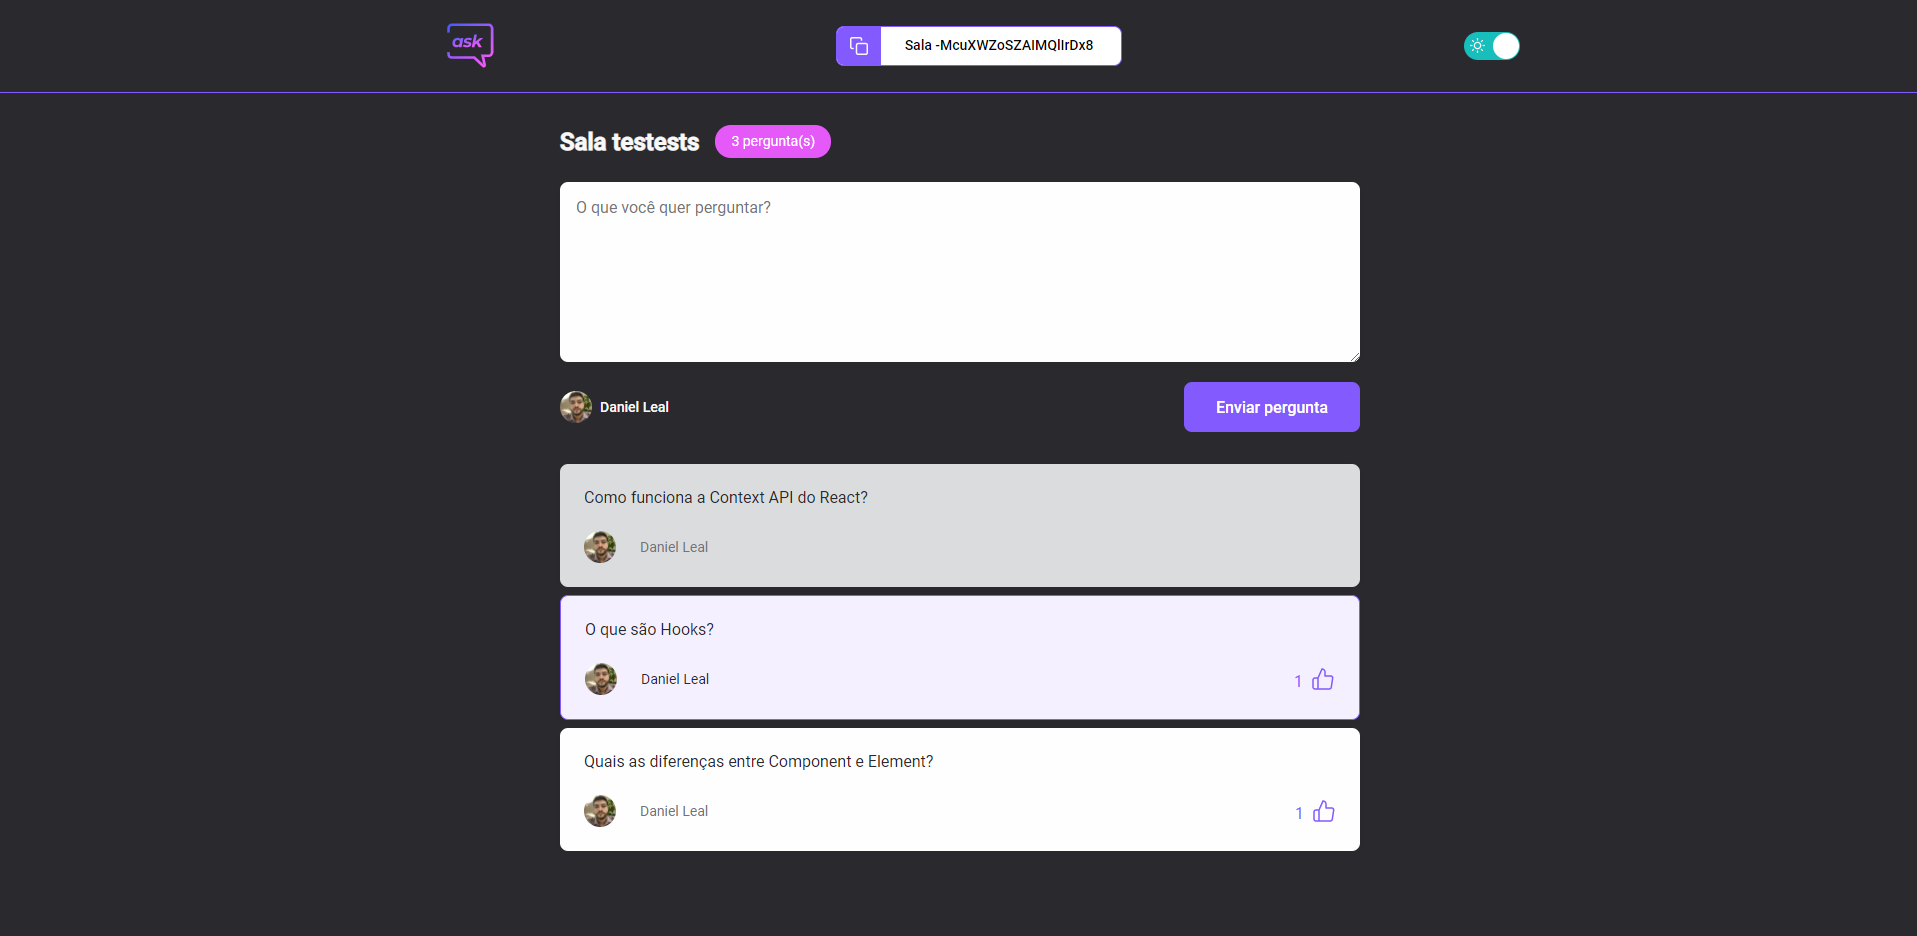 ask
Sala -McuXWZoSZAIMQlIrDx8
Sala testests
3 pergunta(s)
O que você quer perguntar?
Daniel Leal
Enviar pergunta
Como funciona a Context API do React?
Daniel Leal
O que são Hooks?
Daniel Leal
1
Quais as diferenças entre Component e Element?
Daniel Leal
1